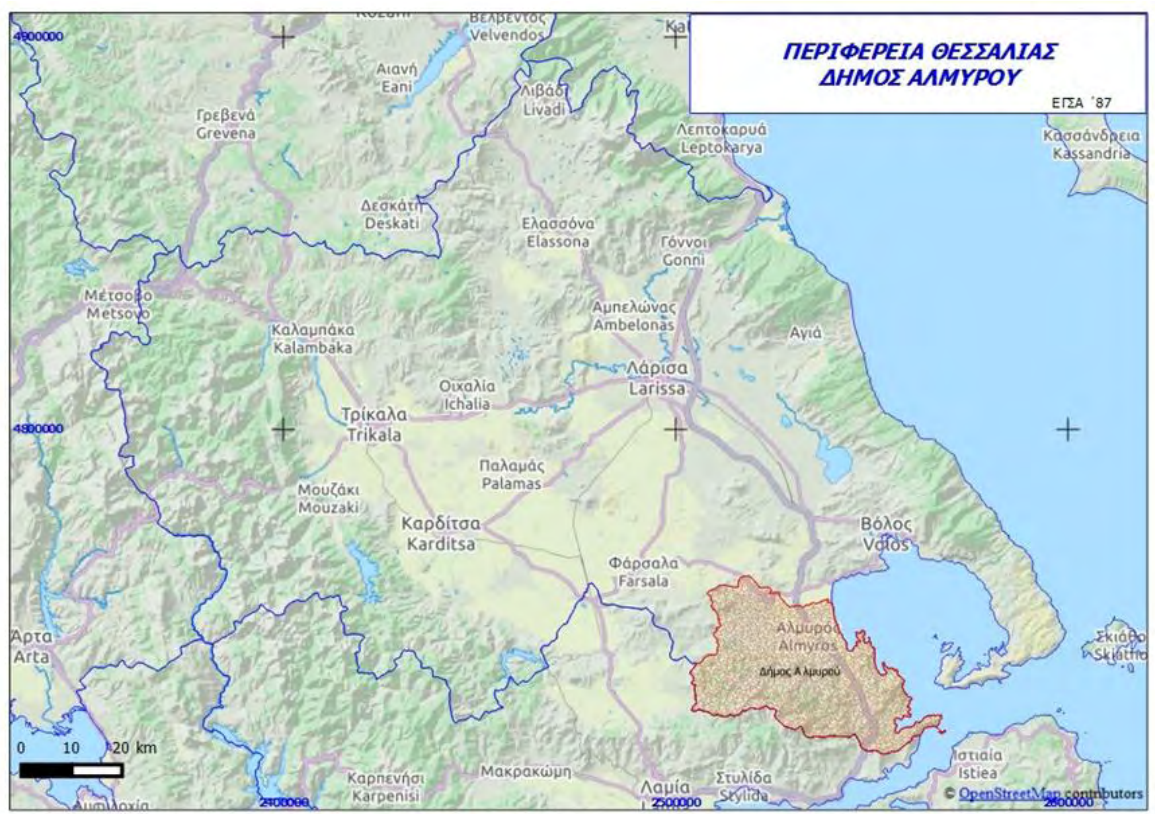 ΠΕΡΙΦΕΡΕΙΑ ΘΕΣΣΑΛΙΑΣ
ΔΗΜΟΣ ΑΛΜΥΡΟΥ
ΕΓΣΑ ΄87
4900000
Βελβεντός
Velvendos
Αιανή
Eani
Λιβάδι
Livadi
Γρεβενά
Grevena
Λεπτοκαρυά
Leptokarya
Κασσάνδρεια
Kassandria
Δεσκάτη
Deskati
Ελασσόνα
Elassona
Γόννοι
Gonni
Μέτσοβο
Metsovo
Αμπελώνας
Ambelonas
Καλαμπάκα
Kalambaka
Αγιά
Λάρισα
Larissa
Οιχαλία
Ichalia
Τρίκαλα
Trikala
4800000
Παλαμάς
Palamas
Μουζάκι
Mouzaki
Καρδίτσα
Karditsa
Βόλος
Volos
Φάρσαλα
Farsala
Αλμυρός
Almyros
Άρτα
Arta
Δήμος Αλμυρού
0 10 20 km
Ιστιαία
Istiea
Μακρακώμη
Καρπενήσι
Karpenisi
Λαμία
Στυλίδα
Stylida
2400000
2500000
2600000
© OpenStreetMap contributors